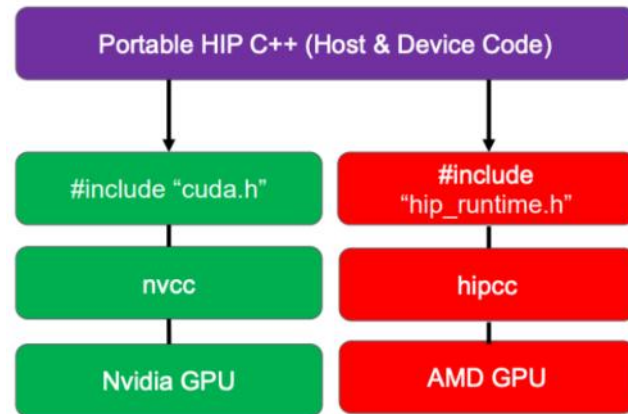 Portable HIP C++ (Host & Device Code)
#include “cuda.h”
#include
“hip_runtime.h”
nvcc
hipcc
Nvidia GPU
AMD GPU